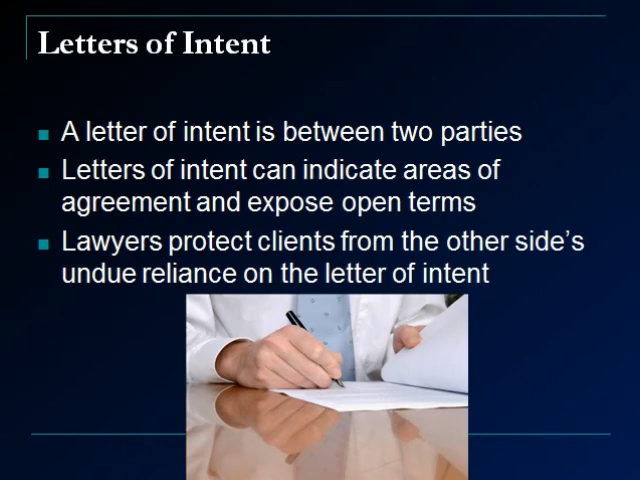 Letters of Intent
A letter of intent is between two parties
Letters of intent can indicate areas of
agreement and expose open terms
Lawyers protect clients from the other side's
undue reliance on the letter of intent